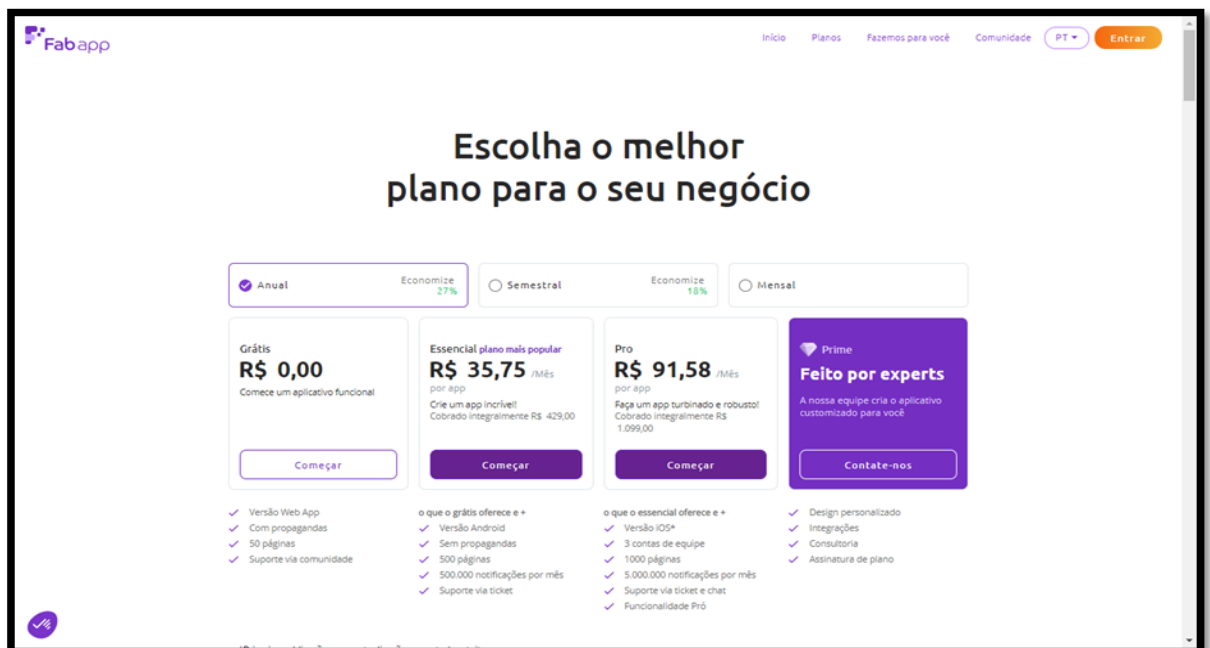 Fabapp
Início Planos Fazemos para você Comunidade PT Entrar
Escolha o melhor
plano para o seu negócio
Anual
Economize
27%
Semestral
Economize
18%
Mensal
Grátis
R$ 0,00
Comece um aplicativo funcional
Começar
Versão Web App
Com propagandas
50 páginas
Suporte via comunidade
Essencial plano mais popular
R$ 35,75 /Mês
por app
Crie um app incrível!
Cobrado integralmente R$ 429,00
Começar
o que o grátis oferece e +
Versão Android
Sem propagandas
500 páginas
500.000 notificações por mês
Suporte via ticket
Pro
R$ 91,58 /Mês
por app
Faça um app turbinado e robusto!
Cobrado integralmente R$
1.099,00
Começar
o que o essencial oferece e +
Versão iOS*
3 contas de equipe
1000 páginas
5.000.000 notificações por mês
Suporte via ticket e chat
Funcionalidade Pró
Prime
Feito por experts
A nossa equipe cria o aplicativo
customizado para você
Contate-nos
Design personalizado
Integrações
Consultoria
Assinatura de plano